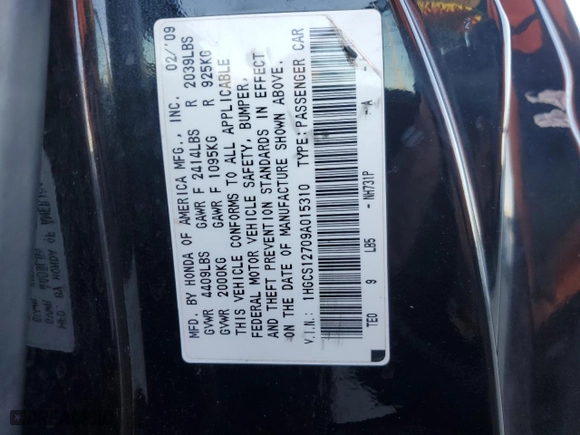 MFD. BY HONDA OF AMERICA MFG., INC. 02/'09
GVWR 4409LBS GAWR F 2414LBS R 2039LBS
GVWR 2000KG GAWR F 1095KG R 925KG
THIS VEHICLE CONFORMS TO ALL APPLICABLE
FEDERAL MOTOR VEHICLE SAFETY, BUMPER,
AND THEFT PREVENTION STANDARDS IN EFFECT
ON THE DATE OF MANUFACTURE SHOWN ABOVE.
V.I.N.: 1HGCS12709A015310 TYPE: PASSENGER CAR
TE0 9 LB5 - NH731P -A